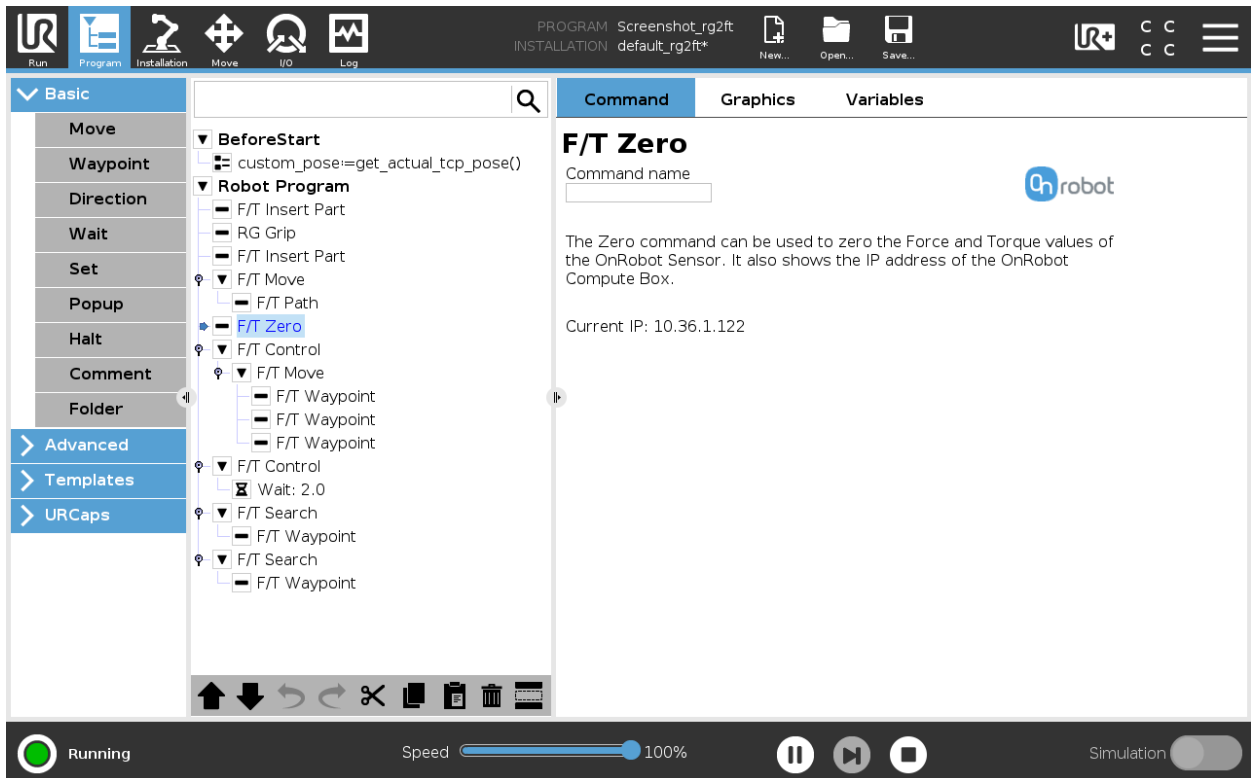 UR
PROGRAM Screenshot_rg2ft
INSTALLATION default_rg2ft*
UR+
C C
C C
Run
Program
Installation
Move
I/O
Log
New...
Open...
Save...
Basic
Move
Waypoint
Direction
Wait
Set
Popup
Halt
Comment
Folder
Advanced
Templates
URCaps
BeforeStart
custom_pose:=get_actual_tcp_pose()
Robot Program
F/T Insert Part
RG Grip
F/T Insert Part
F/T Move
F/T Path
F/T Zero
F/T Control
F/T Move
F/T Waypoint
F/T Waypoint
F/T Waypoint
F/T Control
Wait: 2.0
F/T Search
F/T Waypoint
F/T Search
F/T Waypoint
Command
Graphics
Variables
F/T Zero
Command name
On robot
The Zero command can be used to zero the Force and Torque values of
the OnRobot Sensor. It also shows the IP address of the OnRobot
Compute Box.
Current IP: 10.36.1.122
Running
Speed
100%
Simulation